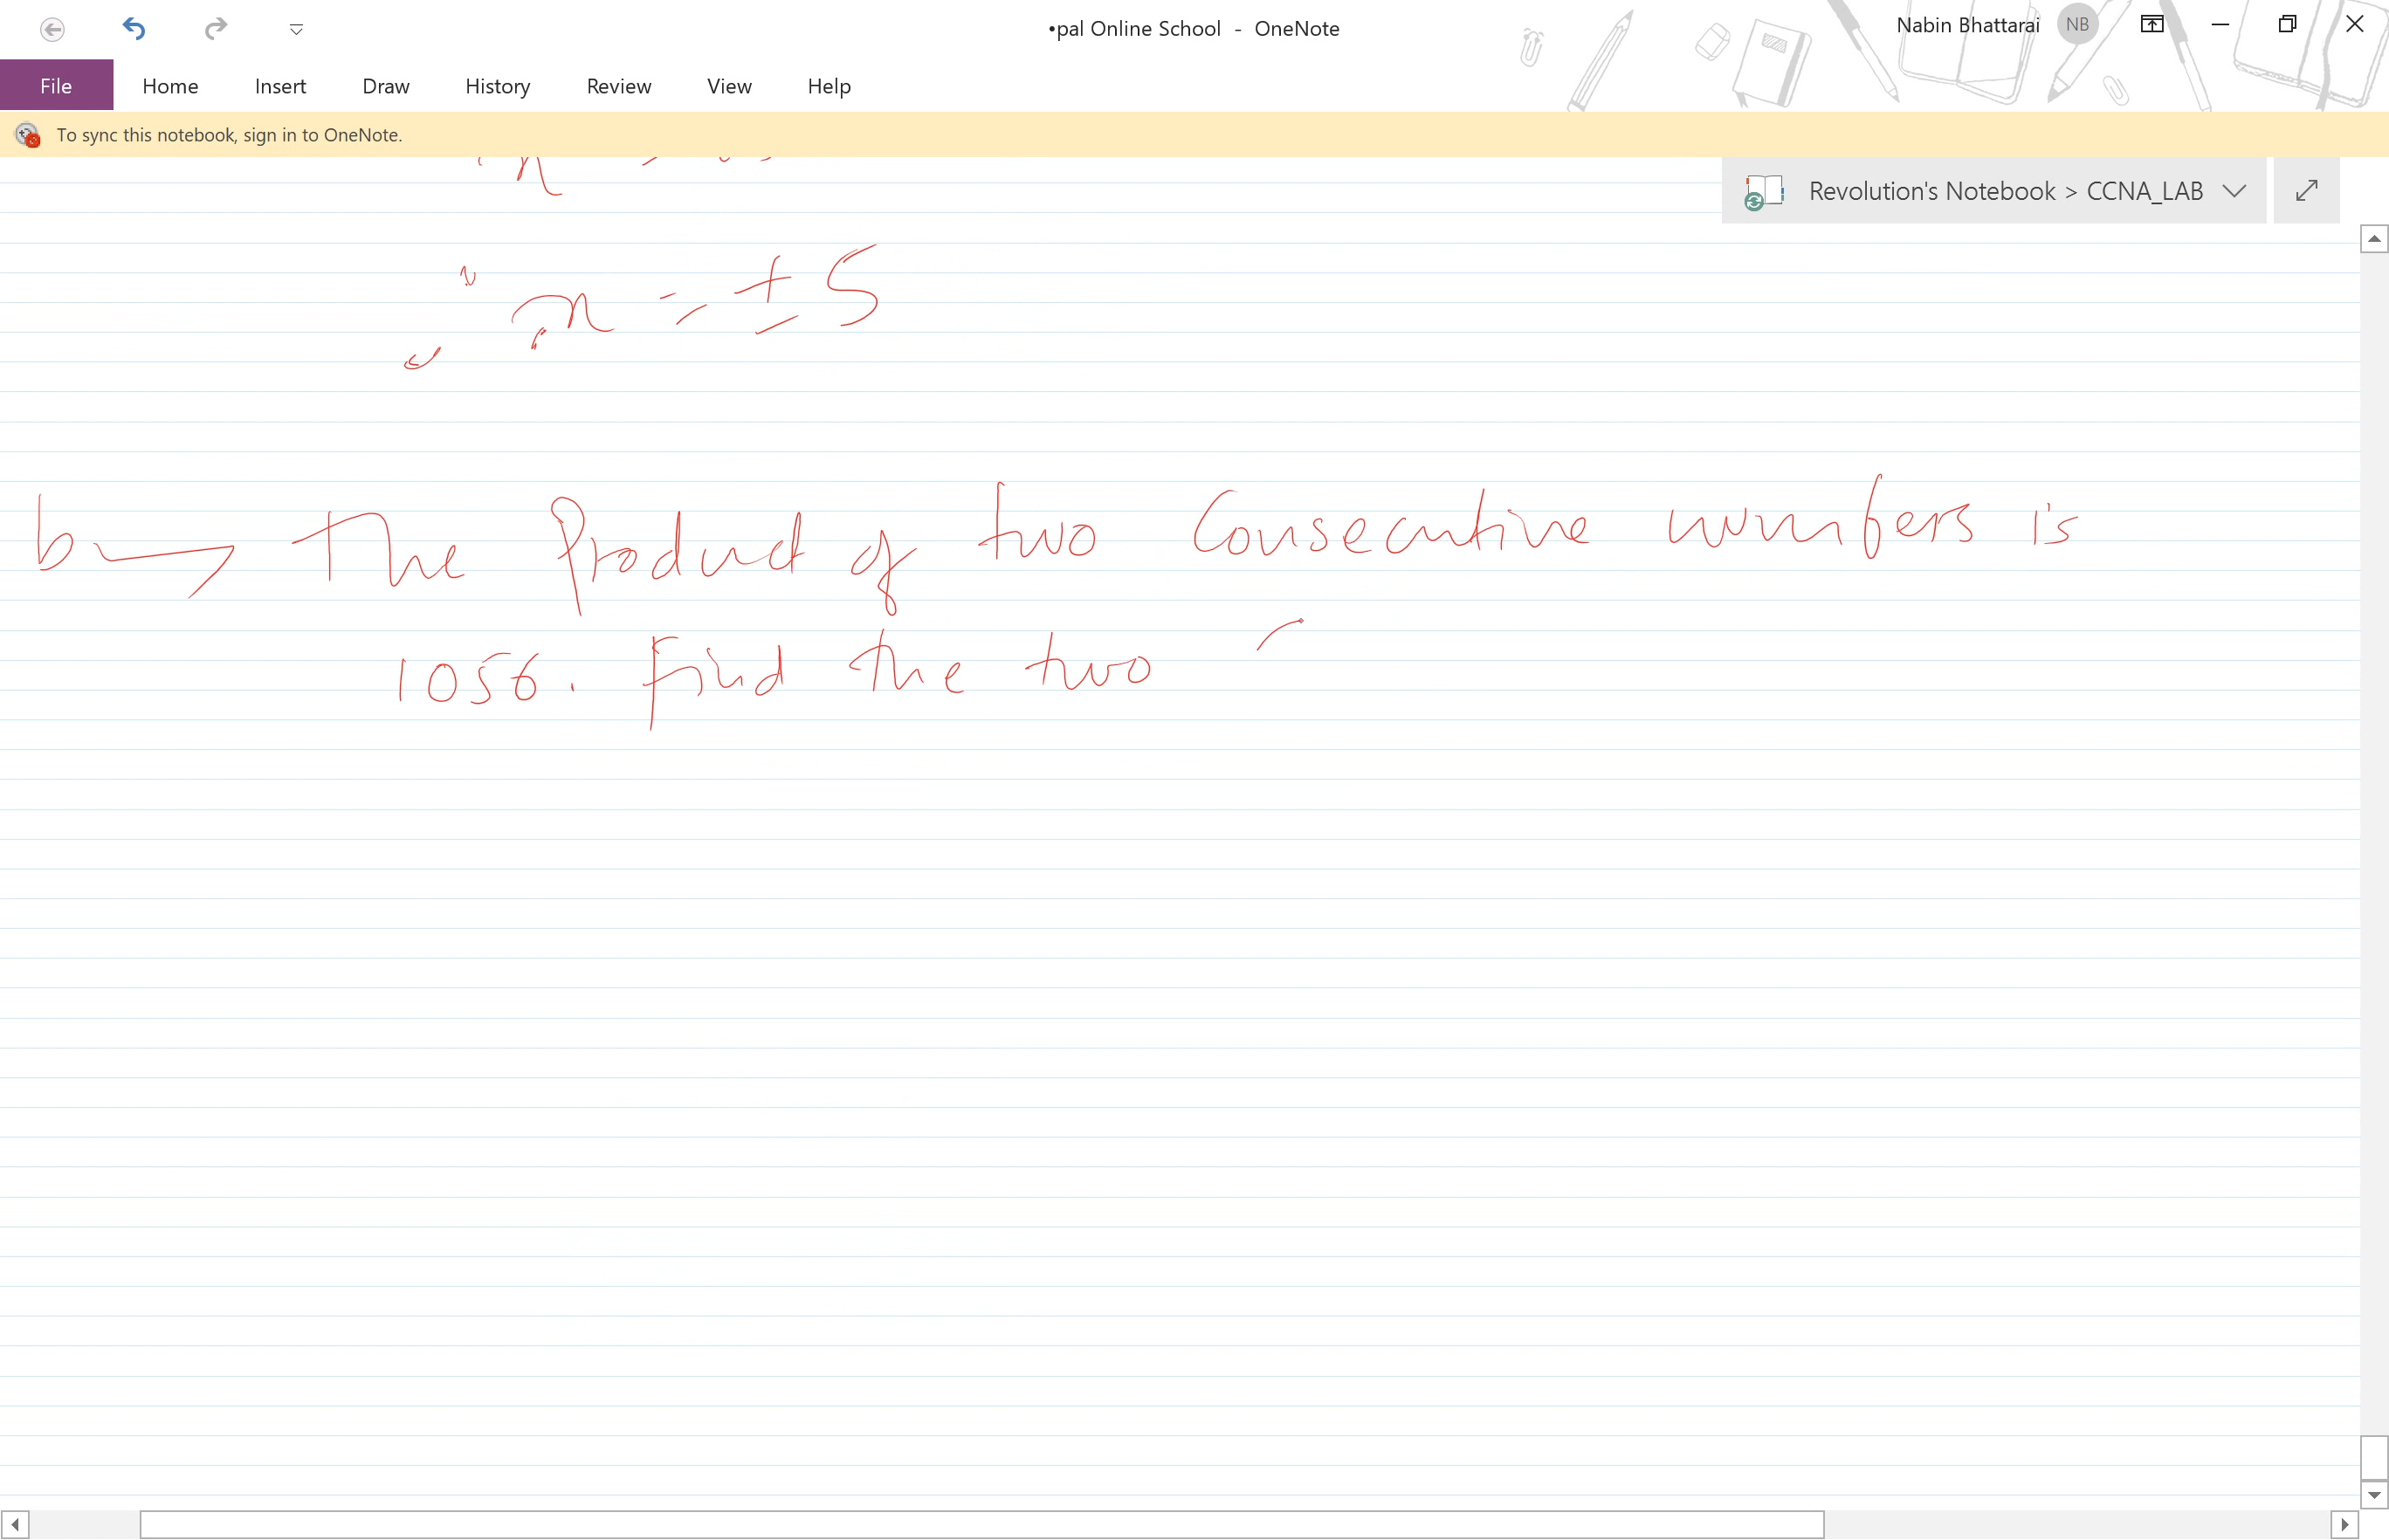 •pal Online School - OneNote
Nabin Bhattarai NB
File Home Insert Draw History Review View Help
To sync this notebook, sign in to OneNote.
Revolution's Notebook > CCNA_LAB
x = ± 5
b → The Product of two Consecutive numbers is
1056. Find the two